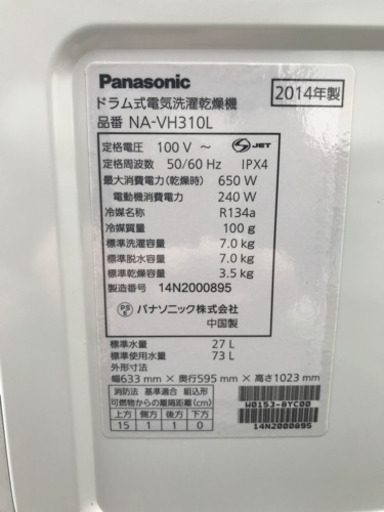 Panasonic
2014年製
ドラム式電気洗濯乾燥機
品番 NA-VH310L
定格電圧 100 V ～ S JET
定格周波数 50/60 Hz IPX4
最大消費電力(乾燥時) 650 W
電動機消費電力 240 W
冷媒名称 R134a
冷媒質量 100 g
標準洗濯容量 7.0 kg
標準脱水容量 7.0 kg
標準乾燥容量 3.5 kg
製造番号 14N2000895
PS E パナソニック株式会社
中国製
標準水量 27 L
標準使用水量 73 L
外形寸法
幅633 mm × 奥行595 mm × 高さ1023 mm
消防法 基準適合 組込形
可燃物からの離隔距離(cm)
上方 側方 後方 下方
15 1 1 0
W0153-8YC00
14N2000895